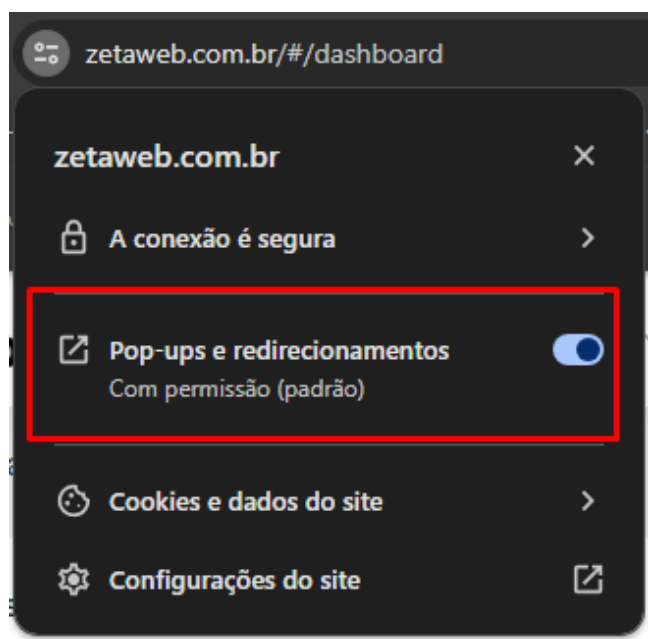 zetaweb.com.br/#/dashboard
zetaweb.com.br
A conexão é segura
Pop-ups e redirecionamentos
Com permissão (padrão)
Cookies e dados do site
Configurações do site